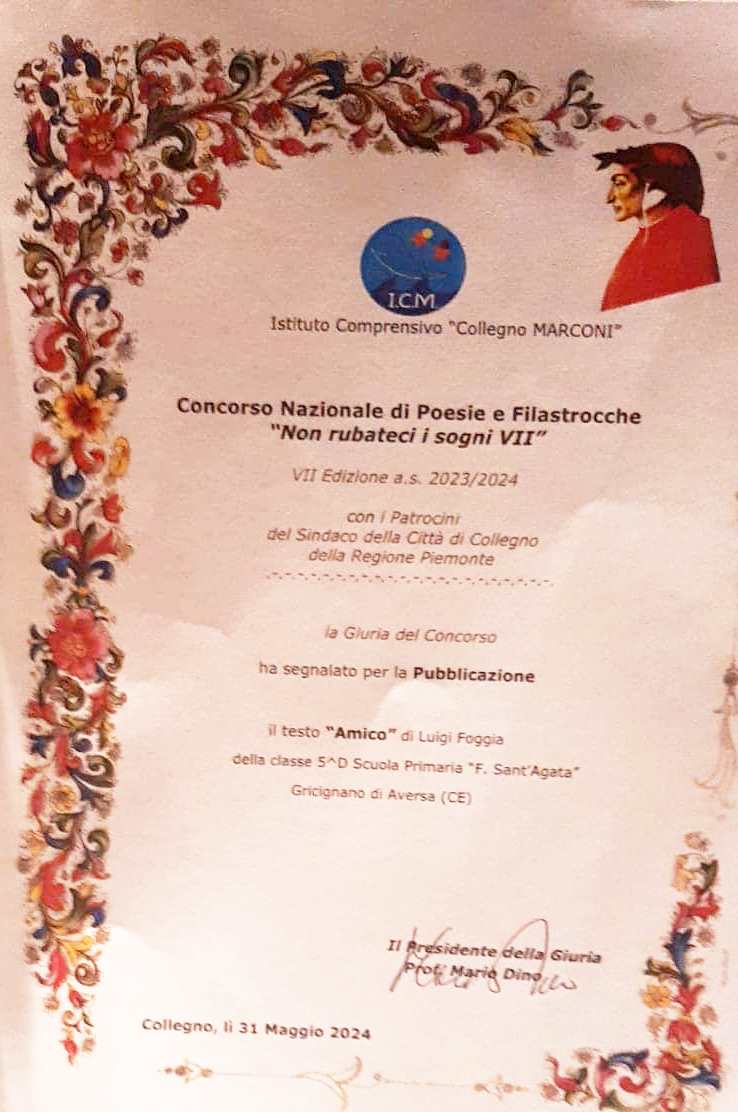 I.C.M
Istituto Comprensivo "Collegno MARCONI"
Concorso Nazionale di Poesie e Filastrocche
"Non rubateci i sogni VII"
VII Edizione a.s. 2023/2024
con i Patrocini
del Sindaco della Città di Collegno
della Regione Piemonte
la Giuria del Concorso
ha segnalato per la Pubblicazione
il testo "Amico" di Luigi Foggia
della classe 5^D Scuola Primaria "F. Sant'Agata"
Gricignano di Aversa (CE)
Il Presidente della Giuria
Prof. Mario Dino
Collegno, lì 31 Maggio 2024